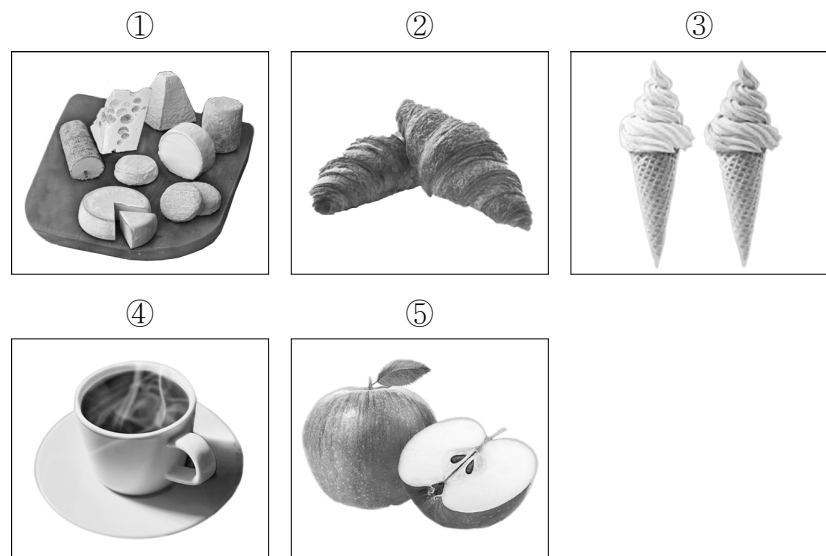 ① ② ③
④ ⑤